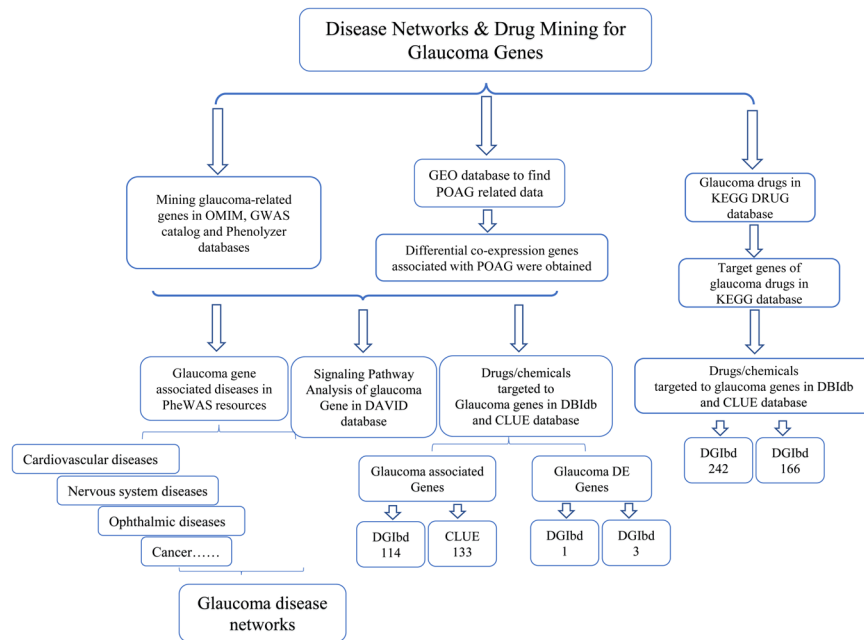 Disease Networks & Drug Mining for
Glaucoma Genes
Mining glaucoma-related
genes in OMIM, GWAS
catalog and Phenolyzer
databases
GEO database to find
POAG related data
Differential co-expression genes
associated with POAG were obtained
Glaucoma drugs in
KEGG DRUG
database
Target genes of
glaucoma drugs in
KEGG database
Glaucoma gene
associated diseases in
PheWAS resources
Signaling Pathway
Analysis of glaucoma
Gene in DAVID
database
Drugs/chemicals
targeted to
Glaucoma genes in DBIdb
and CLUE database
Drugs/chemicals
targeted to glaucoma genes in DBIdb
and CLUE database
Cardiovascular diseases
Nervous system diseases
Ophthalmic diseases
Cancer……
Glaucoma disease
networks
Glaucoma associated
Genes
Glaucoma DE
Genes
DGIbd
114
CLUE
133
DGIbd
1
DGIbd
3
DGIbd
242
DGIbd
166